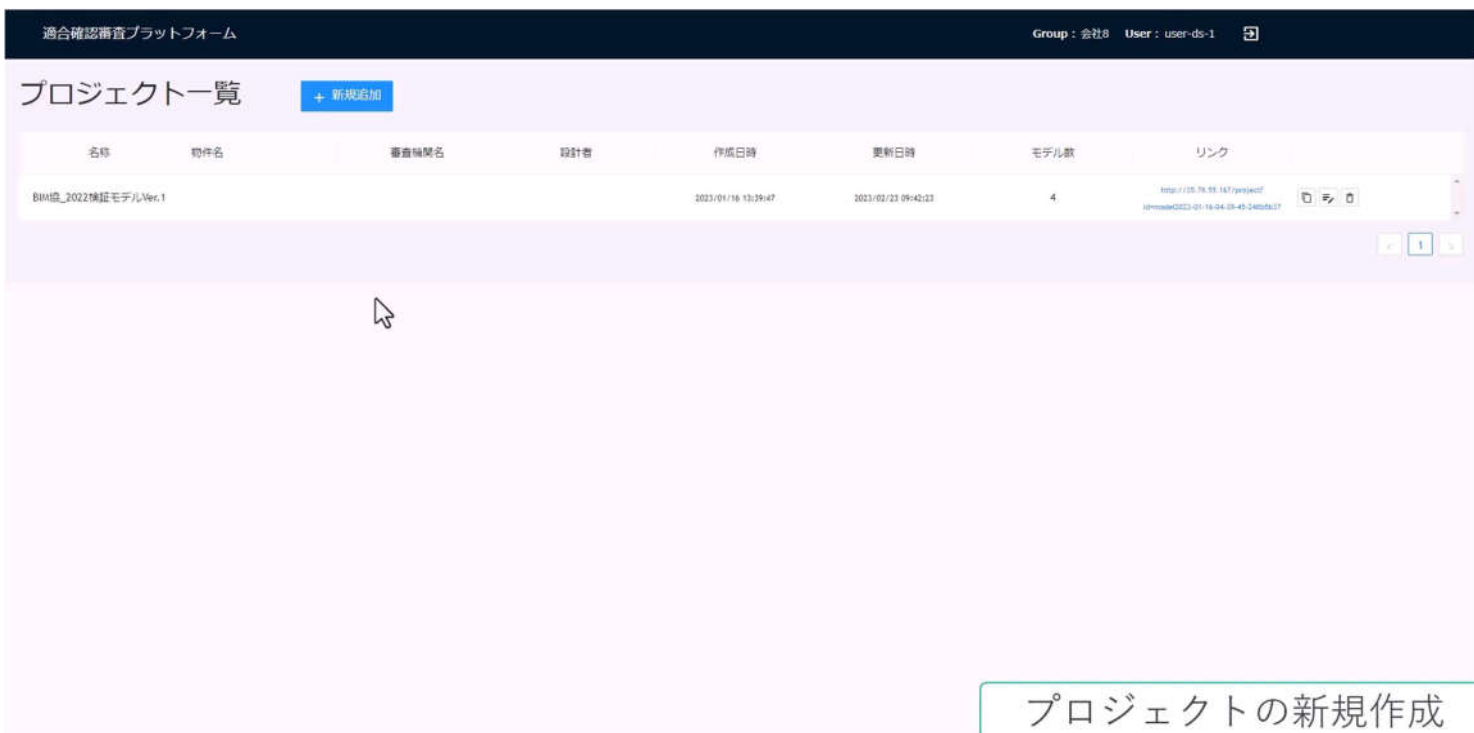 適合確認審査プラットフォーム
Group : 会社8 User : user-ds-1
プロジェクト一覧
+ 新規追加
名称 物件名 審査機関名 設計者 作成日時 更新日時 モデル数 リンク
BIM協_2022検証モデルVer.1 2023/01/16 13:39:47 2023/02/23 09:42:23 4
< 1 >
プロジェクトの新規作成